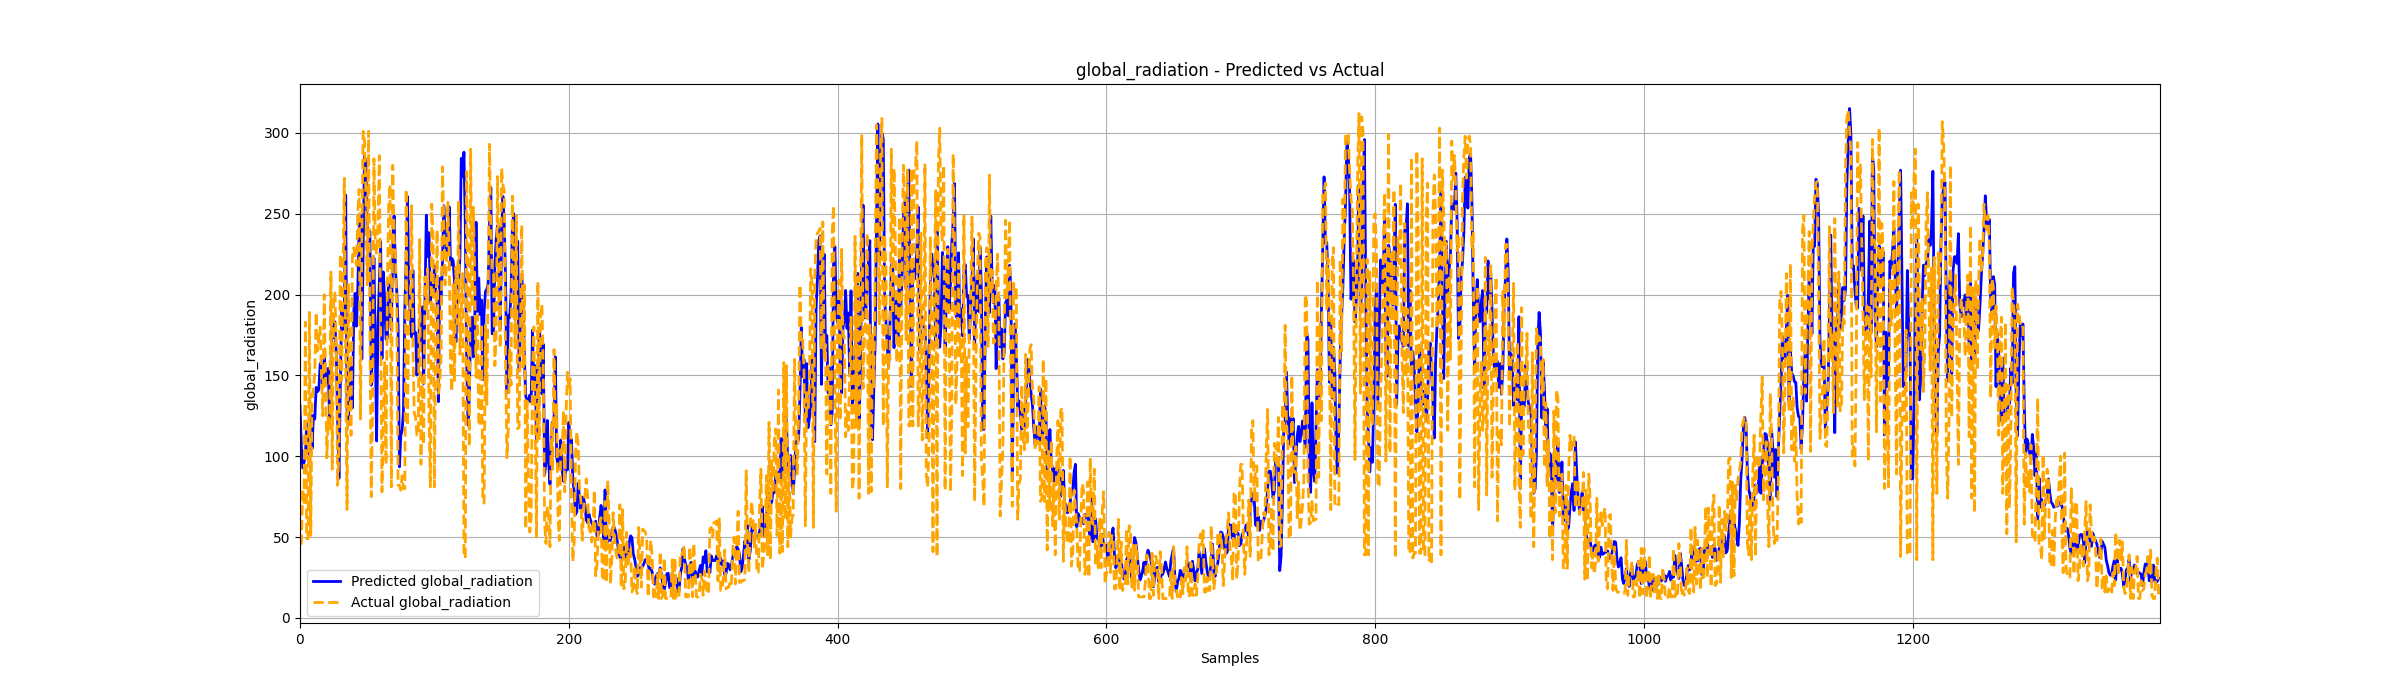 global_radiation - Predicted vs Actual
global_radiation
300
250
200
150
100
50
0
Predicted global_radiation
Actual global_radiation
0
200
400
600
800
1000
1200
Samples